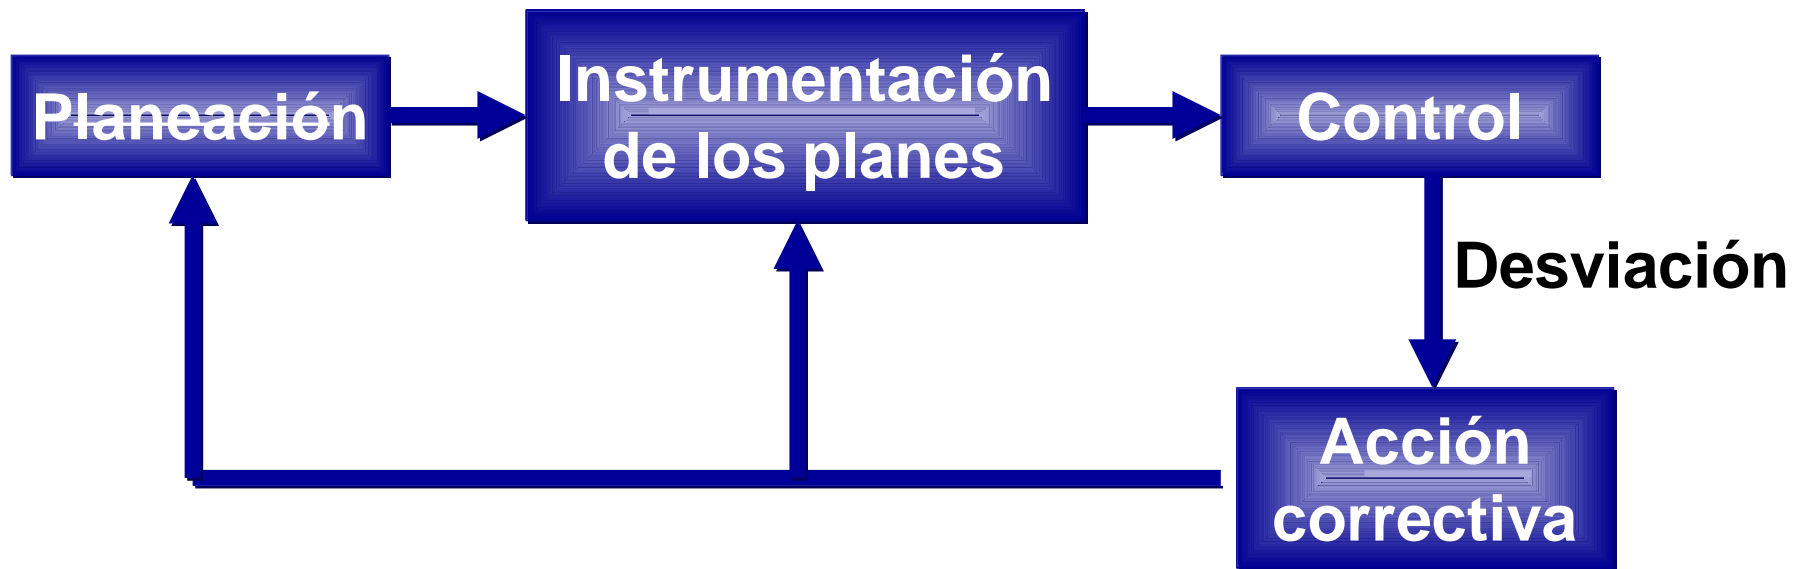 Planeación
Instrumentación
de los planes
Control
Desviación
Acción
correctiva